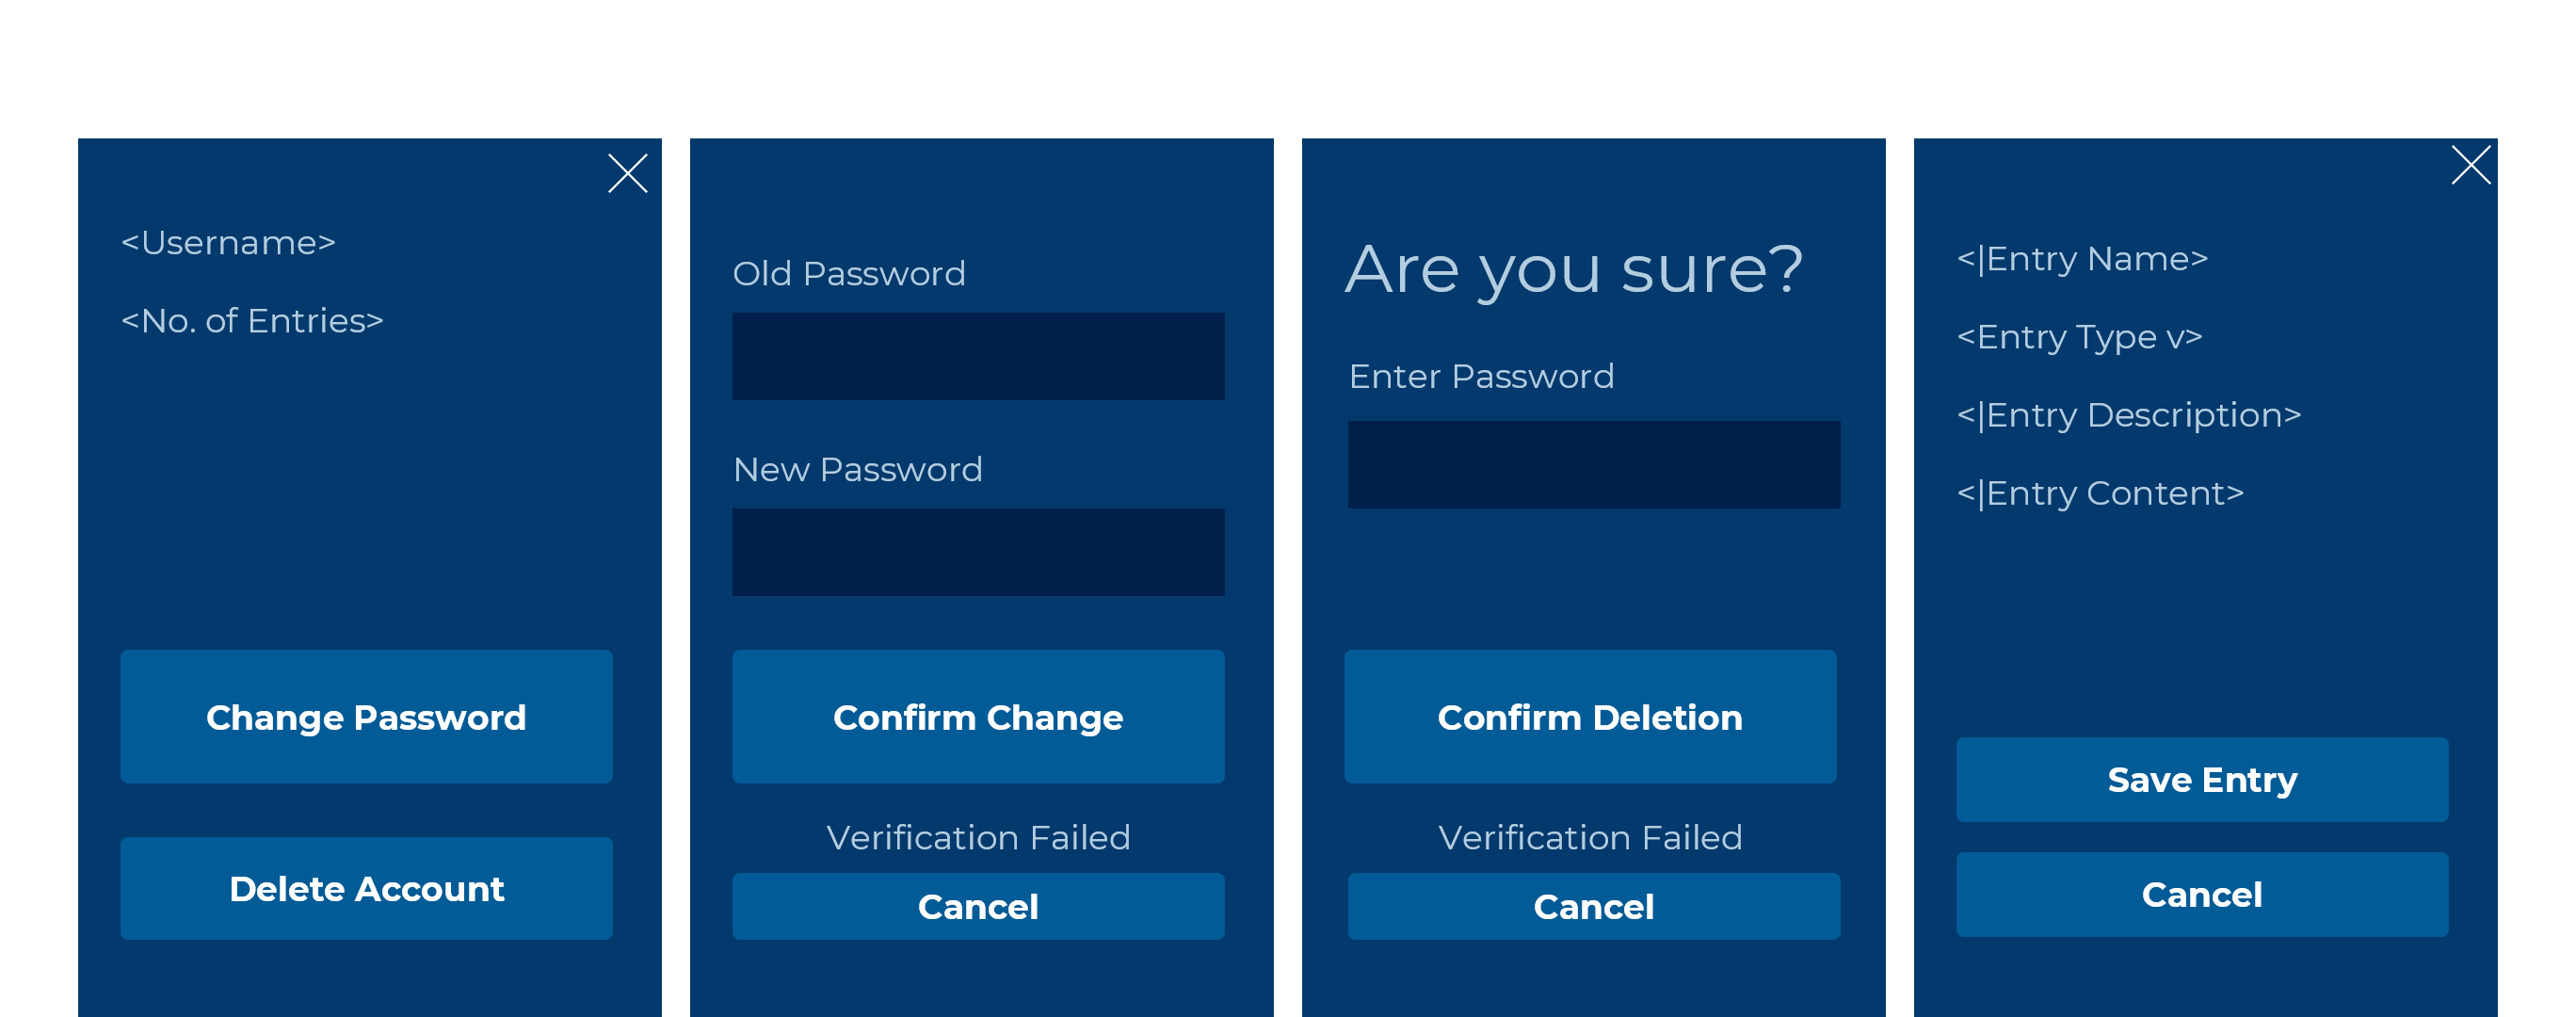 <Username>
<No. of Entries>
Change Password
Delete Account
Old Password
New Password
Confirm Change
Verification Failed
Cancel
Are you sure?
Enter Password
Confirm Deletion
Verification Failed
Cancel
<|Entry Name>
<Entry Type v>
<|Entry Description>
<|Entry Content>
Save Entry
Cancel